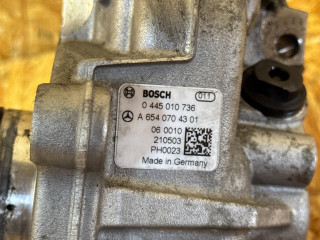 BOSCH 011
0 445 010 736
A 654 070 43 01
06 0010
210503
PH0023
Made in Germany